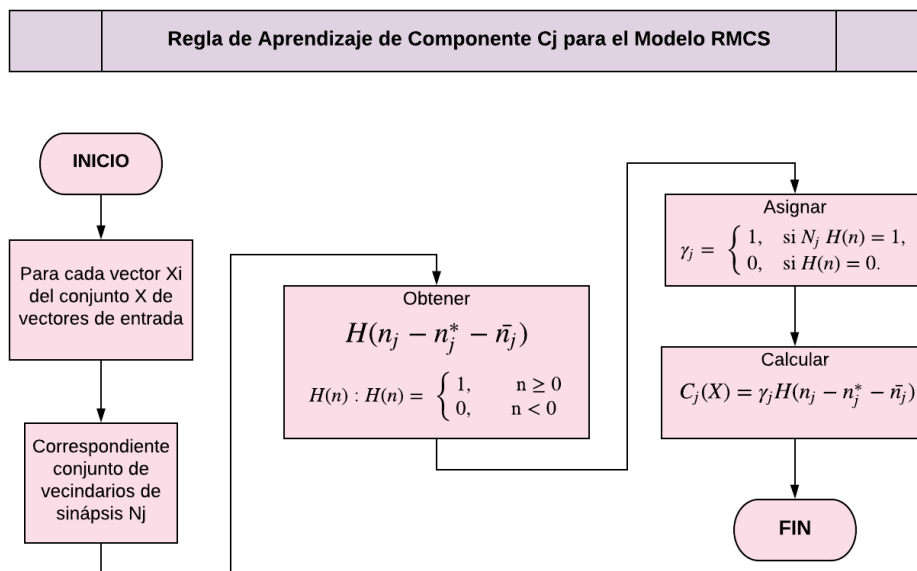 Regla de Aprendizaje de Componente Cj para el Modelo RMCS
INICIO
Para cada vector Xi
del conjunto X de
vectores de entrada
Correspondiente
conjunto de
vecindarios de
sinápsis Nj
Obtener
H(n_j − n_j^* − n̄_j)
H(n) : H(n) = { 1, n ≥ 0
0, n < 0
Asignar
γ_j = { 1, si N_j H(n) = 1,
0, si H(n) = 0.
Calcular
C_j(X) = γ_j H(n_j − n_j^* − n̄_j)
FIN